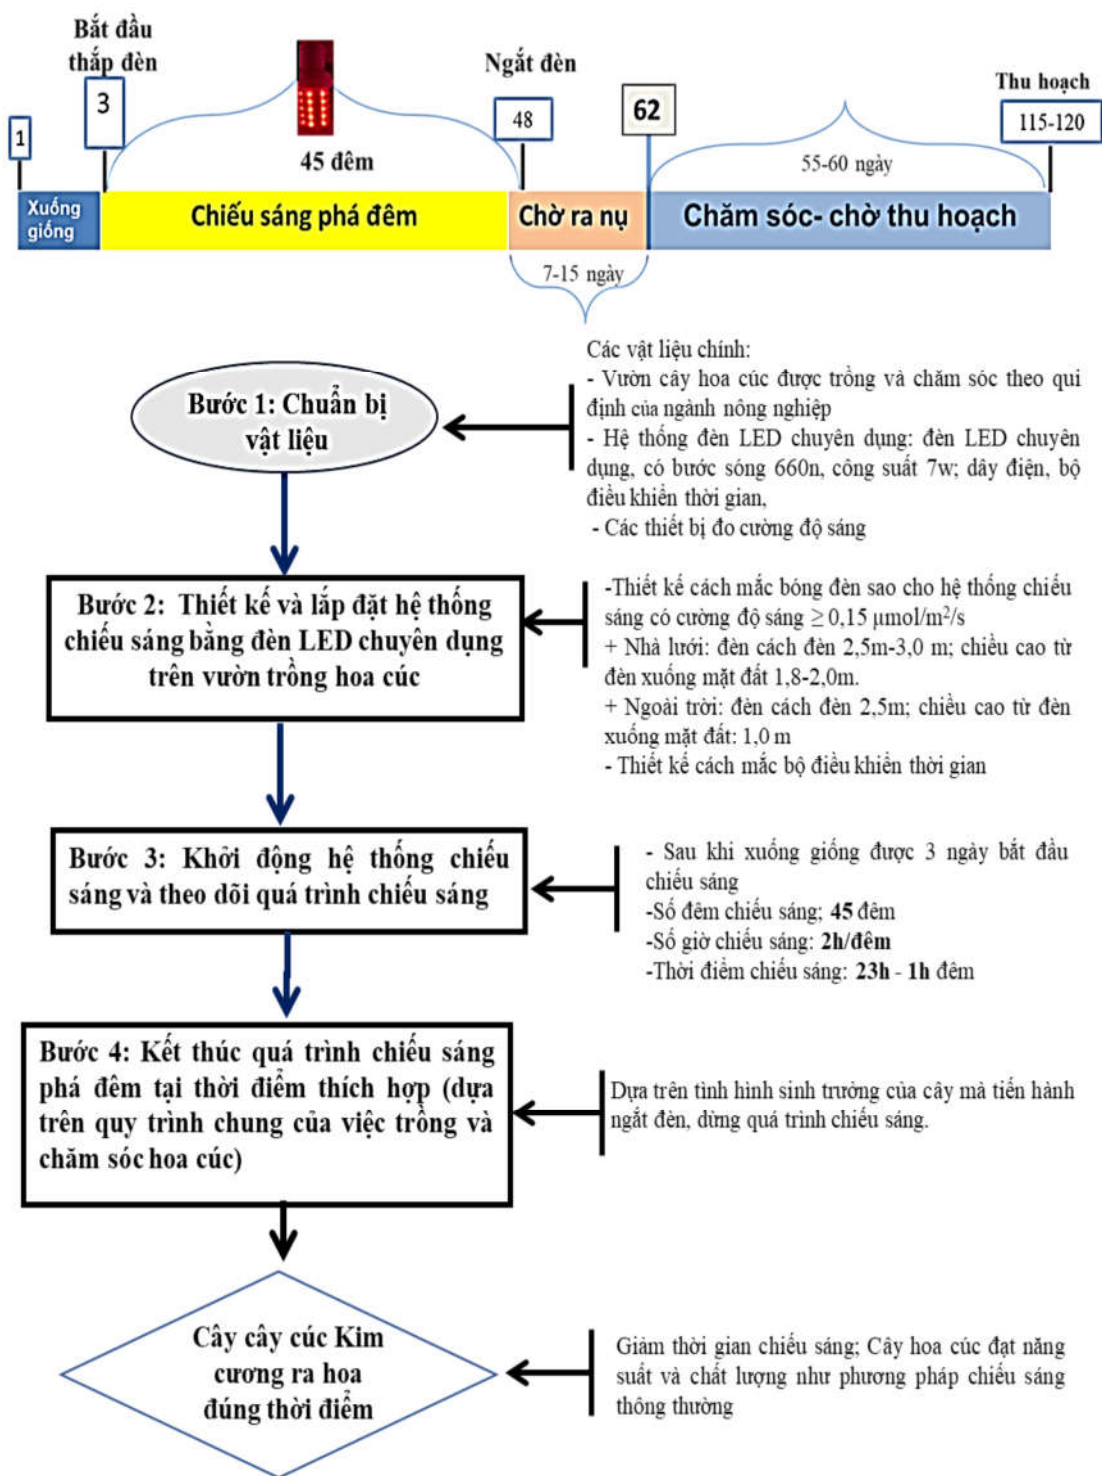 Bắt đầu
thắp đèn
Ngắt đèn
Thu hoạch
1
3
48
62
115-120
45 đêm
55-60 ngày
Xuống
giống
Chiếu sáng phá đêm
Chờ ra nụ
Chăm sóc- chờ thu hoạch
7-15 ngày
Bước 1: Chuẩn bị
vật liệu
Các vật liệu chính:
- Vườn cây hoa cúc được trồng và chăm sóc theo qui
định của ngành nông nghiệp
- Hệ thống đèn LED chuyên dụng: đèn LED chuyên
dụng, có bước sóng 660n, công suất 7w; dây điện, bộ
điều khiển thời gian,
- Các thiết bị đo cường độ sáng
Bước 2: Thiết kế và lắp đặt hệ thống
chiếu sáng bằng đèn LED chuyên dụng
trên vườn trồng hoa cúc
-Thiết kế cách mắc bóng đèn sao cho hệ thống chiếu
sáng có cường độ sáng ≥ 0,15 µmol/m²/s
+ Nhà lưới: đèn cách đèn 2,5m-3,0 m; chiều cao từ
đèn xuống mặt đất 1,8-2,0m.
+ Ngoài trời: đèn cách đèn 2,5m; chiều cao từ đèn
xuống mặt đất: 1,0 m
- Thiết kế cách mắc bộ điều khiển thời gian
Bước 3: Khởi động hệ thống chiếu
sáng và theo dõi quá trình chiếu sáng
- Sau khi xuống giống được 3 ngày bắt đầu
chiếu sáng
-Số đêm chiếu sáng; 45 đêm
-Số giờ chiếu sáng: 2h/đêm
-Thời điểm chiếu sáng: 23h - 1h đêm
Bước 4: Kết thúc quá trình chiếu sáng
phá đêm tại thời điểm thích hợp (dựa
trên quy trình chung của việc trồng và
chăm sóc hoa cúc)
Dựa trên tình hình sinh trưởng của cây mà tiến hành
ngắt đèn, dừng quá trình chiếu sáng.
Cây cây cúc Kim
cương ra hoa
đúng thời điểm
Giảm thời gian chiếu sáng; Cây hoa cúc đạt năng
suất và chất lượng như phương pháp chiếu sáng
thông thường